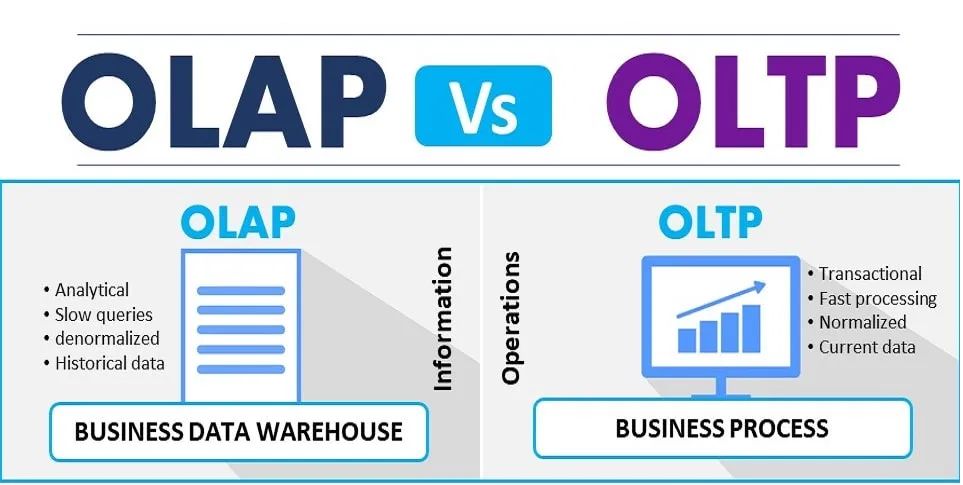 OLAP Vs OLTP
OLAP
• Analytical
• Slow queries
• denormalized
• Historical data
Information
BUSINESS DATA WAREHOUSE
Operations
OLTP
• Transactional
• Fast processing
• Normalized
• Current data
BUSINESS PROCESS